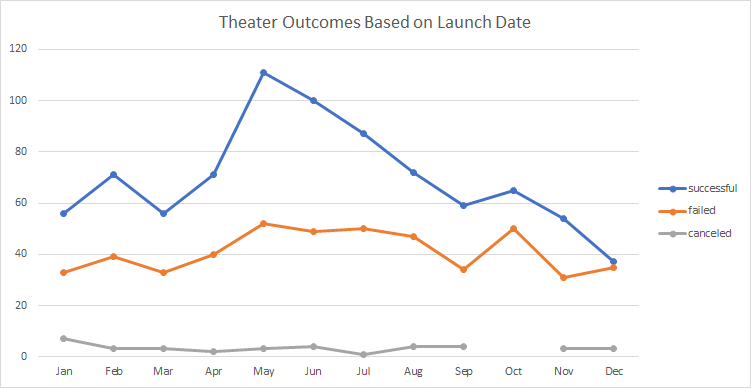 Theater Outcomes Based on Launch Date
120
100
80
60
40
20
0
Jan Feb Mar Apr May Jun Jul Aug Sep Oct Nov Dec
successful
failed
canceled